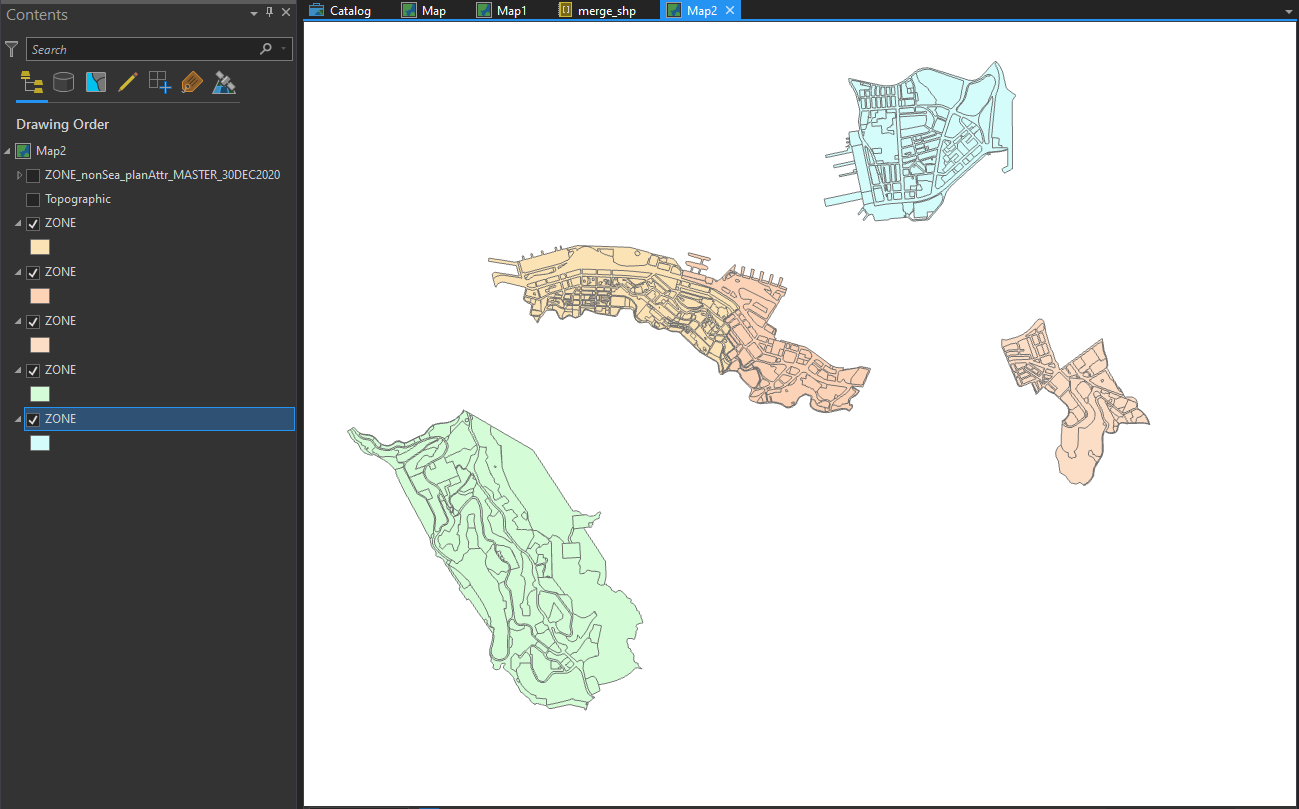 Contents
Catalog
Map
Map1
merge_shp
Map2
Search
Drawing Order
Map2
ZONE_nonSea_planAttr_MASTER_30DEC2020
Topographic
ZONE
ZONE
ZONE
ZONE
ZONE